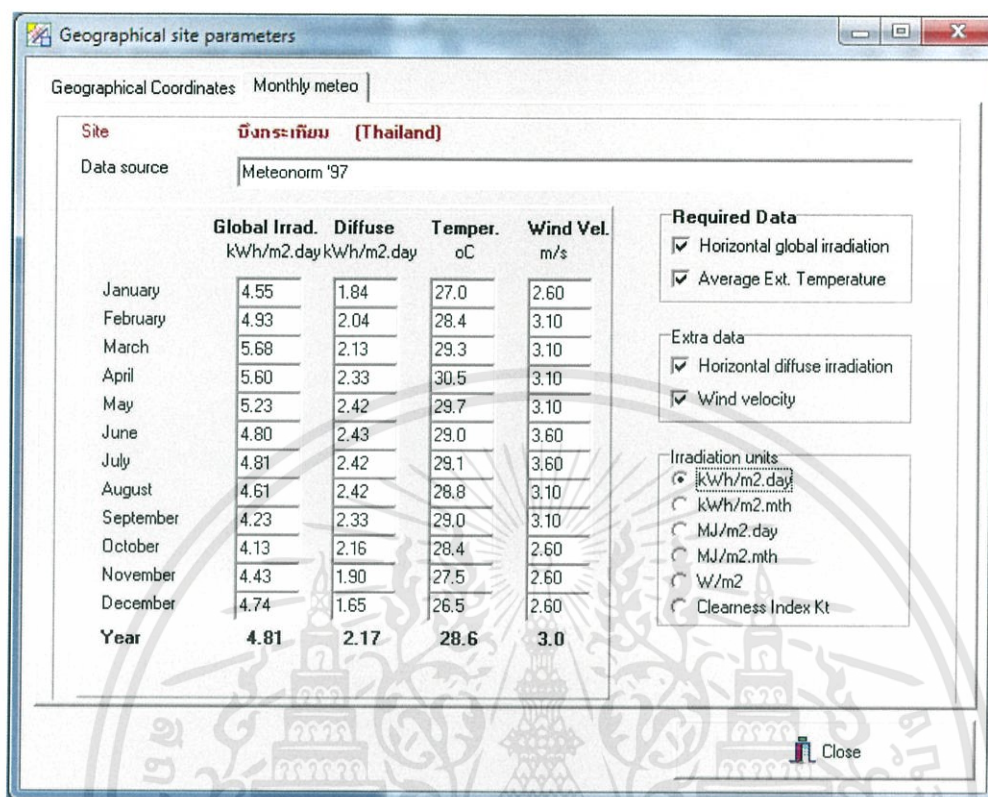 Geographical site parameters
Geographical Coordinates Monthly meteo
Site บึงกระเทียม (Thailand)
Data source Meteonorm '97
Global Irrad. Diffuse Temper. Wind Vel.
kWh/m2.day kWh/m2.day oC m/s
January 4.55 1.84 27.0 2.60
February 4.93 2.04 28.4 3.10
March 5.68 2.13 29.3 3.10
April 5.60 2.33 30.5 3.10
May 5.23 2.42 29.7 3.10
June 4.80 2.43 29.0 3.60
July 4.81 2.42 29.1 3.60
August 4.61 2.42 28.8 3.10
September 4.23 2.33 29.0 3.10
October 4.13 2.16 28.4 2.60
November 4.43 1.90 27.5 2.60
December 4.74 1.65 26.5 2.60
Year 4.81 2.17 28.6 3.0
Required Data
Horizontal global irradiation
Average Ext. Temperature
Extra data
Horizontal diffuse irradiation
Wind velocity
Irradiation units
kWh/m2.day
kWh/m2.mth
MJ/m2.day
MJ/m2.mth
W/m2
Clearness Index Kt
Close